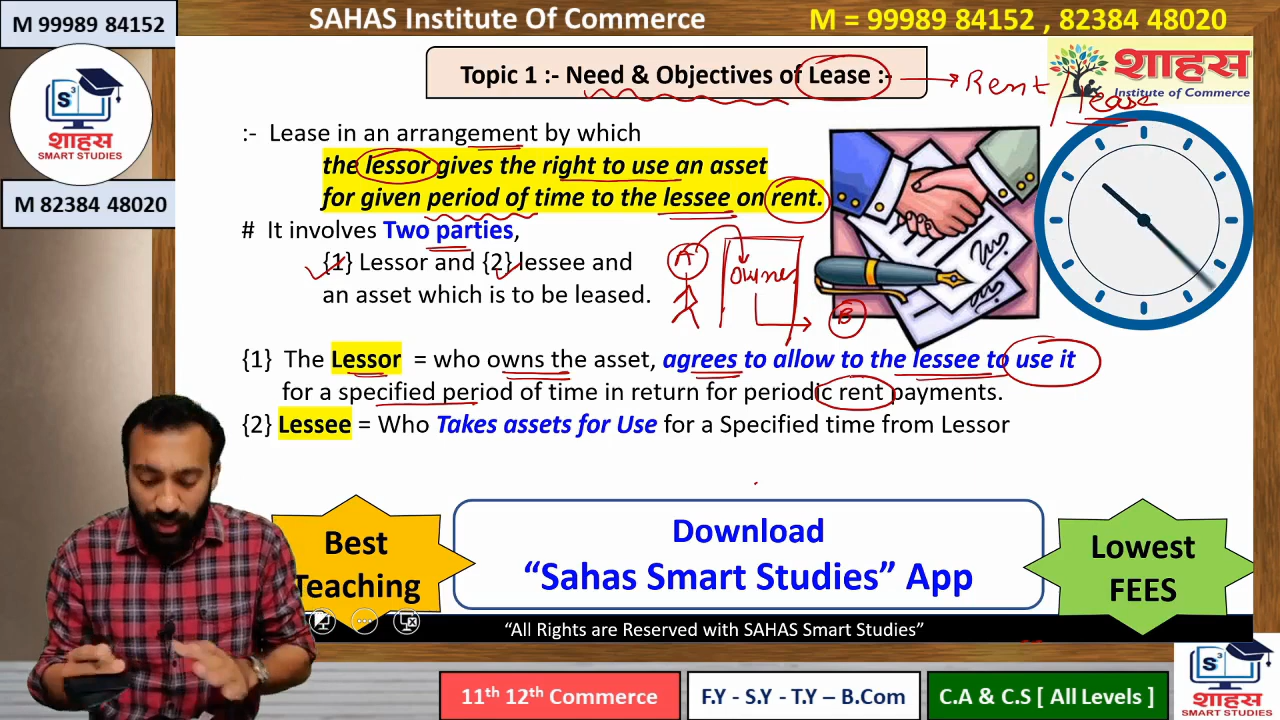 M 99989 84152
SAHAS Institute Of Commerce
M = 99989 84152 , 82384 48020
S³
शाहस
SMART STUDIES
M 82384 48020
Topic 1 :- Need & Objectives of Lease :-
Rent
/ lease
शाहस
Institute of Commerce
:- Lease in an arrangement by which
the lessor gives the right to use an asset
for given period of time to the lessee on rent.
# It involves Two parties,
{1} Lessor and {2} lessee and
an asset which is to be leased.
A
Owner
B
{1} The Lessor = who owns the asset, agrees to allow to the lessee to use it
for a specified period of time in return for periodic rent payments.
{2} Lessee = Who Takes assets for Use for a Specified time from Lessor
Best
Teaching
Download
“Sahas Smart Studies” App
Lowest
FEES
“All Rights are Reserved with SAHAS Smart Studies”
11th 12th Commerce
F.Y - S.Y - T.Y – B.Com
C.A & C.S [ All Levels ]
S³
शाहस
SMART STUDIES